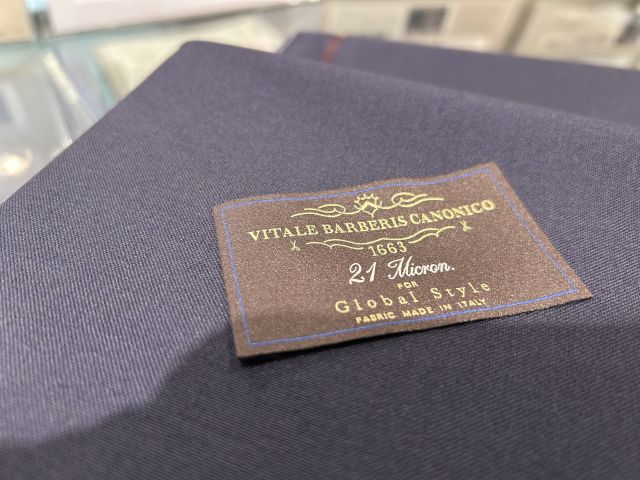 VITALE BARBERIS CANONICO
1663
21 Micron.
FOR
Global Style
FABRIC MADE IN ITALY